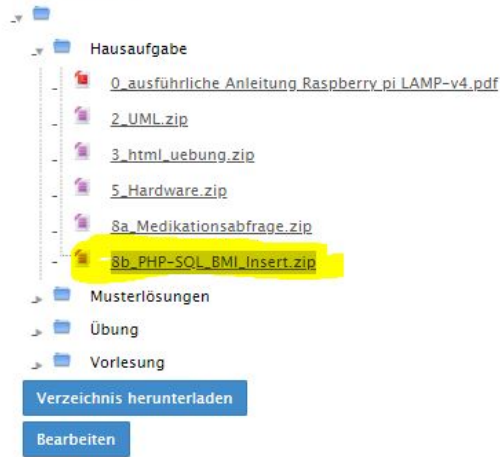 Hausaufgabe
0_ausführliche Anleitung Raspberry pi LAMP-v4.pdf
2_UML.zip
3_html_uebung.zip
5_Hardware.zip
8a_Medikationsabfrage.zip
8b_PHP-SQL_BMI_Insert.zip
Musterlösungen
Übung
Vorlesung
Verzeichnis herunterladen
Bearbeiten